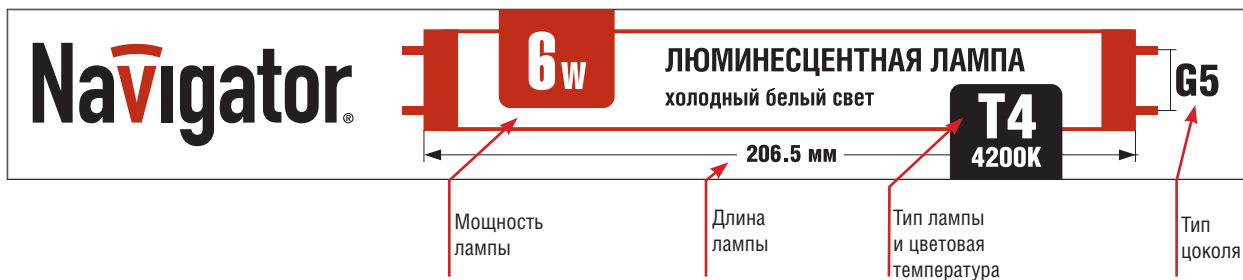 Navigator®
6W
ЛЮМИНЕСЦЕНТНАЯ ЛАМПА
холодный белый свет
T4
4200K
G5
206.5 мм
Мощность
лампы
Длина
лампы
Тип лампы
и цветовая
температура
Тип
цоколя